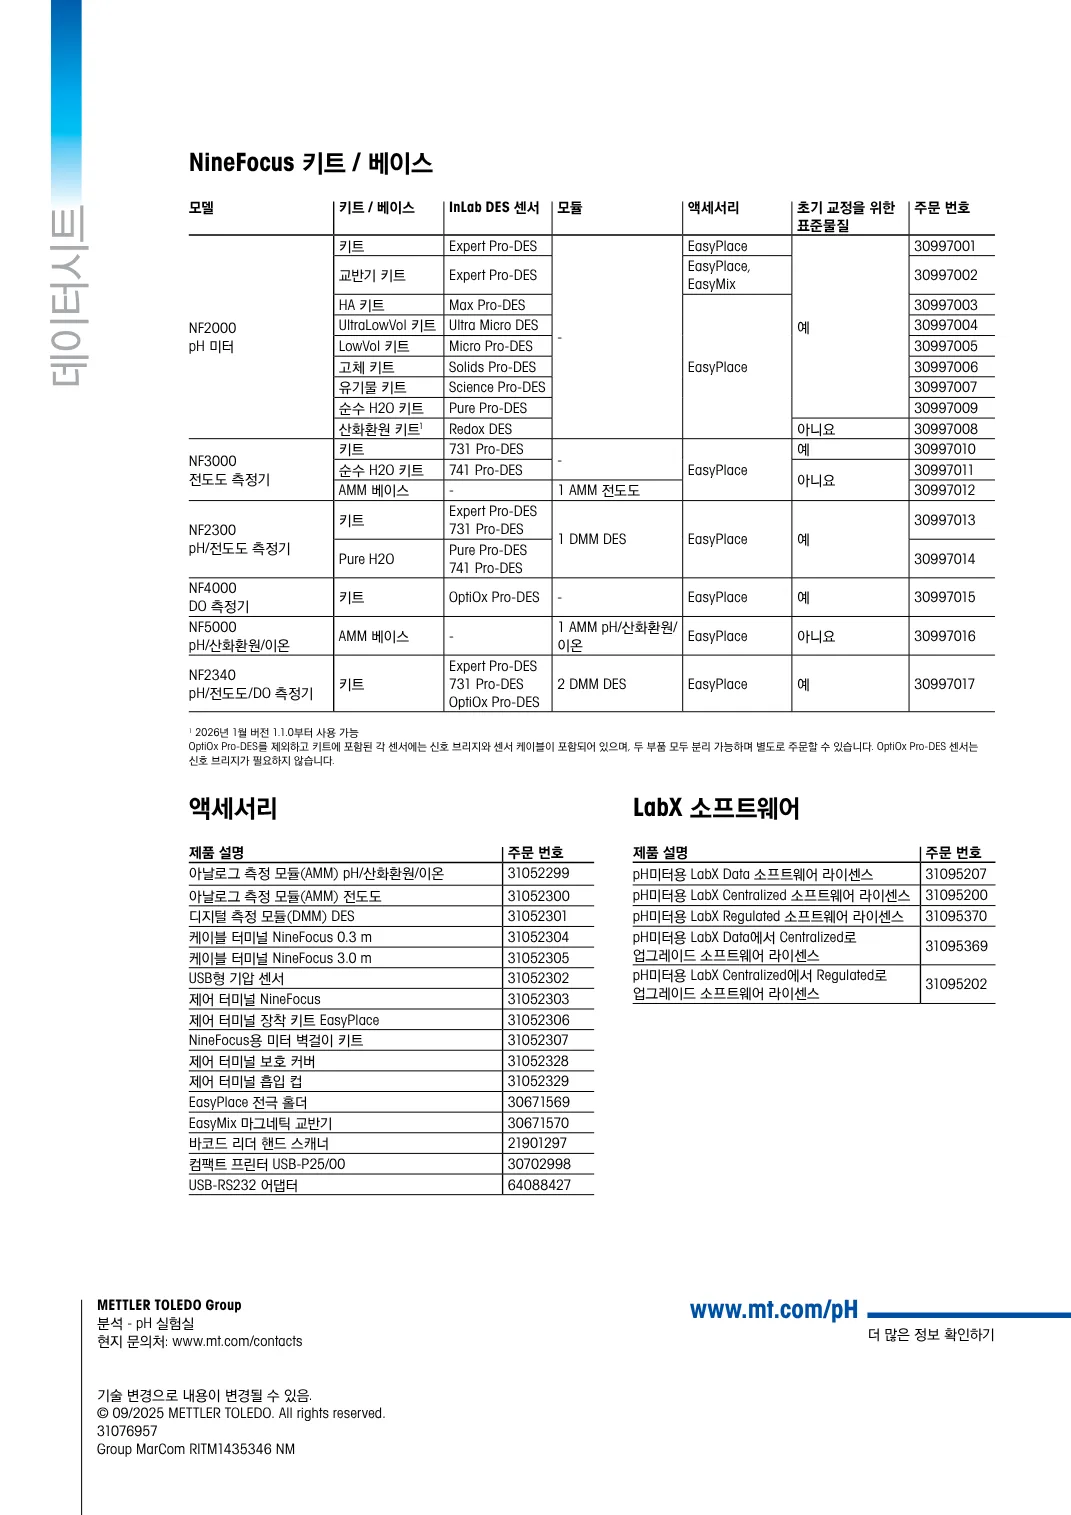 데이터시트
NineFocus 키트 / 베이스
모델 키트 / 베이스 InLab DES 센서 모듈 액세서리 초기 교정을 위한 표준물질 주문 번호
NF2000 pH 미터 키트 Expert Pro-DES - EasyPlace 예 30997001
교반기 키트 Expert Pro-DES EasyPlace, EasyMix 30997002
HA 키트 Max Pro-DES EasyPlace 30997003
UltraLowVol 키트 Ultra Micro DES 30997004
LowVol 키트 Micro Pro-DES 30997005
고체 키트 Solids Pro-DES 30997006
유기물 키트 Science Pro-DES 30997007
순수 H2O 키트 Pure Pro-DES 30997009
산화환원 키트1 Redox DES 아니요 30997008
NF3000 전도도 측정기 키트 731 Pro-DES - EasyPlace 예 30997010
순수 H2O 키트 741 Pro-DES 아니요 30997011
AMM 베이스 - 1 AMM 전도도 30997012
NF2300 pH/전도도 측정기 키트 Expert Pro-DES 731 Pro-DES 1 DMM DES EasyPlace 예 30997013
Pure H2O Pure Pro-DES 741 Pro-DES 30997014
NF4000 DO 측정기 키트 OptiOx Pro-DES - EasyPlace 예 30997015
NF5000 pH/산화환원/이온 AMM 베이스 - 1 AMM pH/산화환원/이온 EasyPlace 아니요 30997016
NF2340 pH/전도도/DO 측정기 키트 Expert Pro-DES 731 Pro-DES OptiOx Pro-DES 2 DMM DES EasyPlace 예 30997017
1 2026년 1월 버전 1.1.0부터 사용 가능
OptiOx Pro-DES를 제외하고 키트에 포함된 각 센서에는 신호 브리지와 센서 케이블이 포함되어 있으며, 두 부품 모두 분리 가능하며 별도로 주문할 수 있습니다. OptiOx Pro-DES 센서는
신호 브리지가 필요하지 않습니다.
액세서리
제품 설명 주문 번호
아날로그 측정 모듈(AMM) pH/산화환원/이온 31052299
아날로그 측정 모듈(AMM) 전도도 31052300
디지털 측정 모듈(DMM) DES 31052301
케이블 터미널 NineFocus 0.3 m 31052304
케이블 터미널 NineFocus 3.0 m 31052305
USB형 기압 센서 31052302
제어 터미널 NineFocus 31052303
제어 터미널 장착 키트 EasyPlace 31052306
NineFocus용 미터 벽걸이 키트 31052307
제어 터미널 보호 커버 31052328
제어 터미널 흡입 컵 31052329
EasyPlace 전극 홀더 30671569
EasyMix 마그네틱 교반기 30671570
바코드 리더 핸드 스캐너 21901297
컴팩트 프린터 USB-P25/00 30702998
USB-RS232 어댑터 64088427
LabX 소프트웨어
제품 설명 주문 번호
pH미터용 LabX Data 소프트웨어 라이센스 31095207
pH미터용 LabX Centralized 소프트웨어 라이센스 31095200
pH미터용 LabX Regulated 소프트웨어 라이센스 31095370
pH미터용 LabX Data에서 Centralized로
업그레이드 소프트웨어 라이센스 31095369
pH미터용 LabX Centralized에서 Regulated로
업그레이드 소프트웨어 라이센스 31095202
METTLER TOLEDO Group
분석 - pH 실험실
현지 문의처: www.mt.com/contacts
www.mt.com/pH
더 많은 정보 확인하기
기술 변경으로 내용이 변경될 수 있음.
© 09/2025 METTLER TOLEDO. All rights reserved.
31076957
Group MarCom RITM1435346 NM